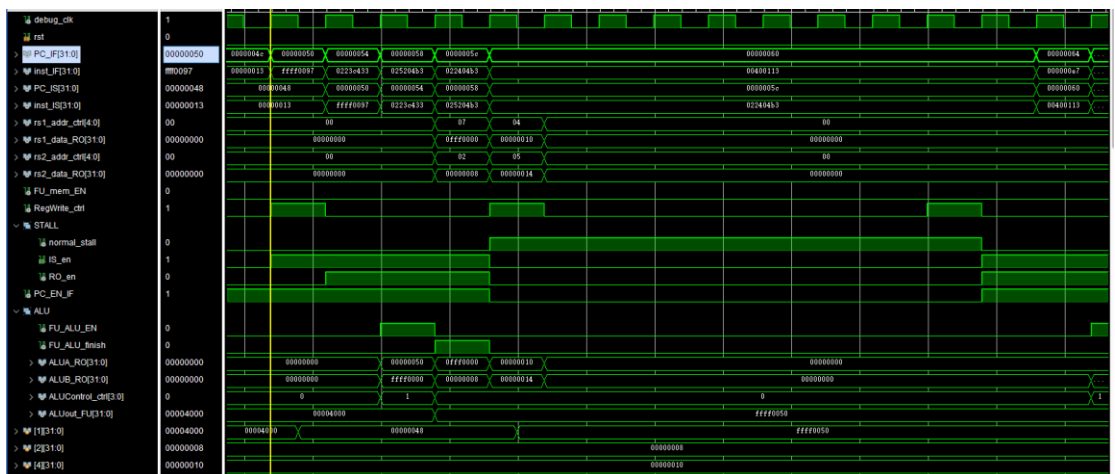 debug_clk 1
rst 0
PC_IF[31:0] 00000050 0000004c 00000050 00000054 00000058 0000005c 00000060 00000064 ...
inst_IF[31:0] ffff0097 00000013 ffff0097 0223c433 025204b3 022404b3 00400113 000000e7
PC_IS[31:0] 00000048 00000048 00000050 00000054 00000058 0000005c 00000060
inst_IS[31:0] 00000013 00000013 ffff0097 0223c433 025204b3 022404b3 00400113
rs1_addr_ctrl[4:0] 00 00 07 04 00
rs1_data_RO[31:0] 00000000 00000000 0fff0000 00000010 00000000
rs2_addr_ctrl[4:0] 00 00 02 05 00
rs2_data_RO[31:0] 00000000 00000000 00000008 00000014 00000000
FU_mem_EN 0
RegWrite_ctrl 1
STALL
normal_stall 0
IS_en 1
RO_en 0
PC_EN_IF 1
ALU
FU_ALU_EN 0
FU_ALU_finish 0
ALUA_RO[31:0] 00000000 00000000 00000050 0fff0000 00000010 00000000
ALUB_RO[31:0] 00000000 00000000 ffff0000 00000008 00000014 00000000 ...
ALUControl_ctrl[3:0] 0 0 1 0 1
ALUout_FU[31:0] 00004000 00004000 ffff0050
[1][31:0] 00004000 00004000 00000048 ffff0050
[2][31:0] 00000008 00000008
[4][31:0] 00000010 00000010